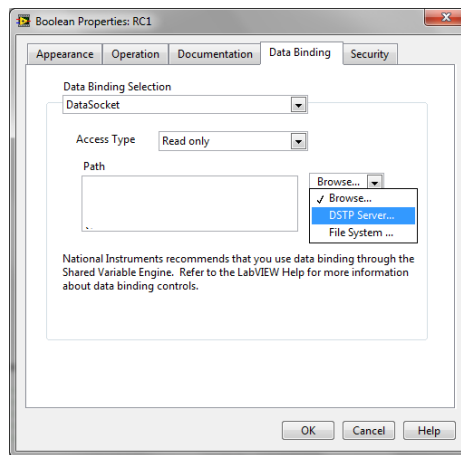 Boolean Properties: RC1
Appearance Operation Documentation Data Binding Security
Data Binding Selection
DataSocket
Access Type Read only
Path
Browse...
✓ Browse...
DSTP Server...
File System ...
National Instruments recommends that you use data binding through the
Shared Variable Engine. Refer to the LabVIEW Help for more information
about data binding controls.
OK Cancel Help